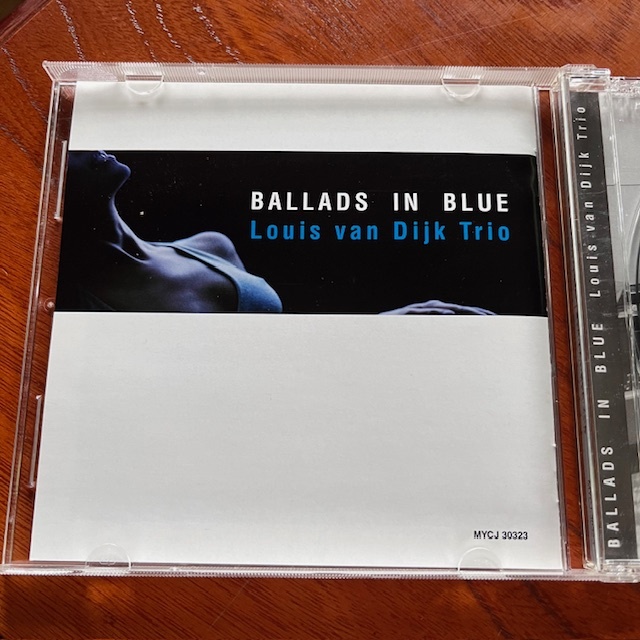 BALLADS IN BLUE
Louis van Dijk Trio
MYCJ 30323
BALLADS IN BLUE Louis van Dijk Trio